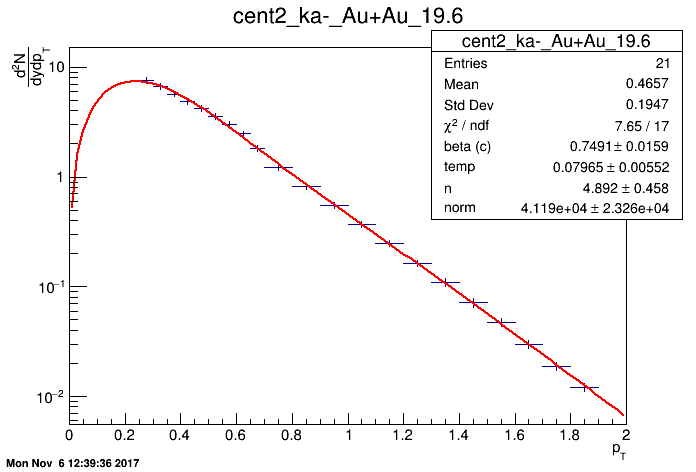 cent2_ka-_Au+Au_19.6
d²N
dydp_T
cent2_ka-_Au+Au_19.6
Entries 21
Mean 0.4657
Std Dev 0.1947
χ² / ndf 7.65 / 17
beta (c) 0.7491 ± 0.0159
temp 0.07965 ± 0.00552
n 4.892 ± 0.458
norm 4.119e+04 ± 2.326e+04
10
1
10⁻¹
10⁻²
0 0.2 0.4 0.6 0.8 1 1.2 1.4 1.6 1.8 2
p_T
Mon Nov 6 12:39:36 2017